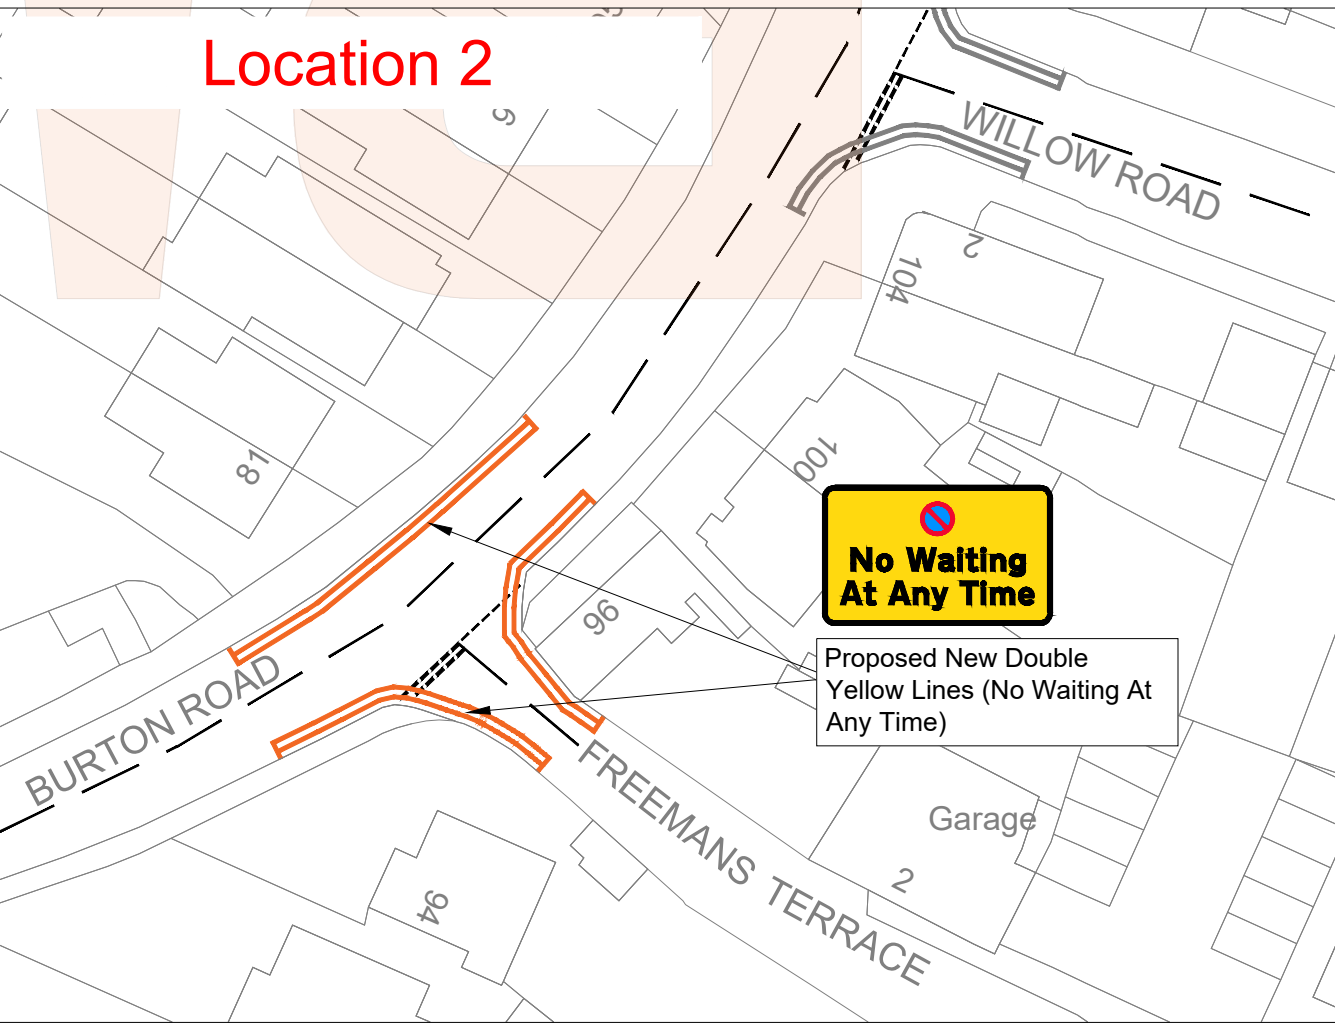 Location 2
WILLOW ROAD
2
104
81
100
No Waiting
At Any Time
96
Proposed New Double
Yellow Lines (No Waiting At
Any Time)
BURTON ROAD
FREEMANS TERRACE
Garage
2
94